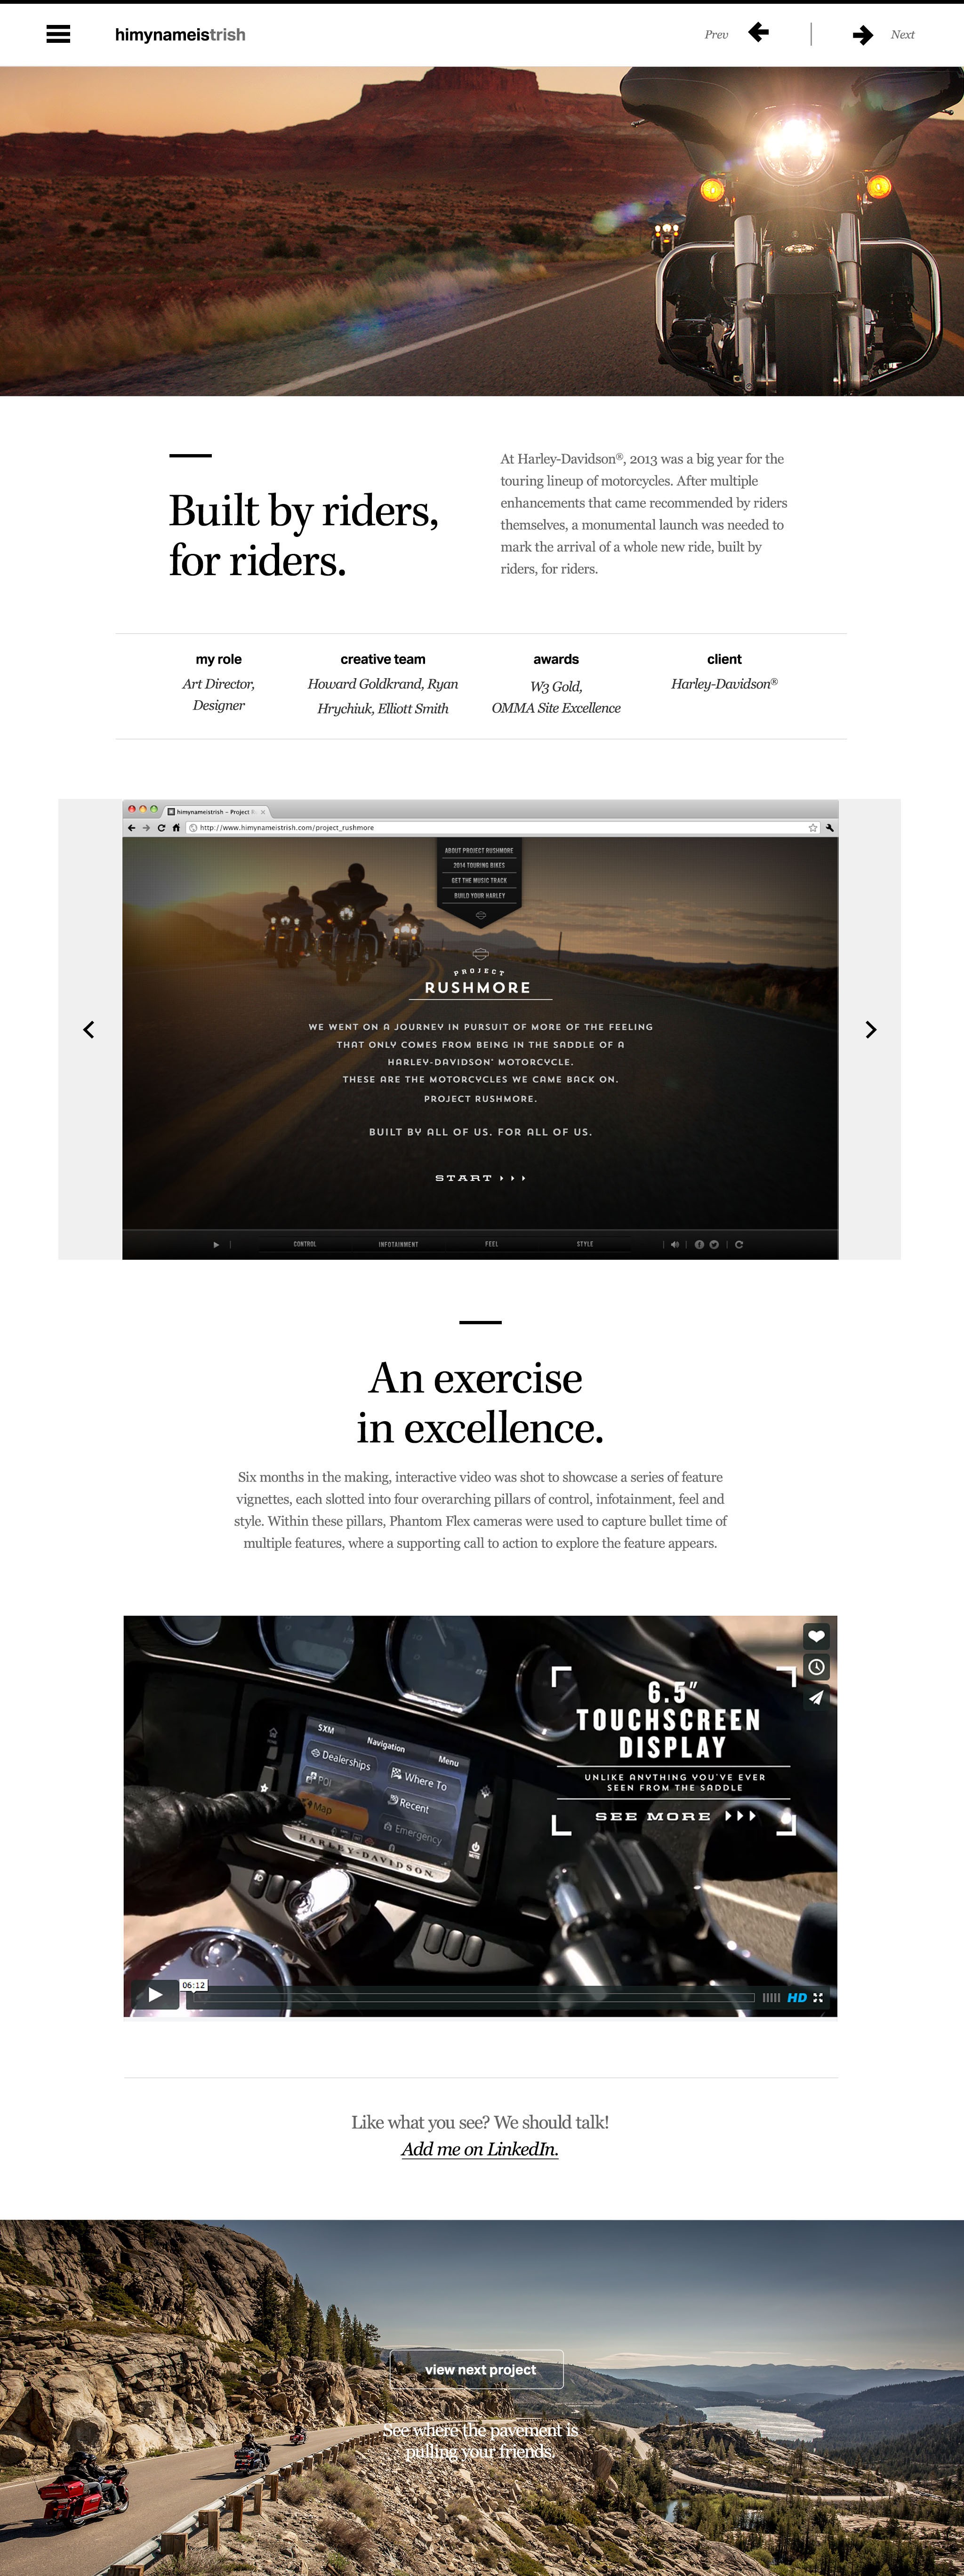 himynameistrish
Prev
Next
Built by riders,
for riders.
At Harley-Davidson®, 2013 was a big year for the
touring lineup of motorcycles. After multiple
enhancements that came recommended by riders
themselves, a monumental launch was needed to
mark the arrival of a whole new ride, built by
riders, for riders.
my role
Art Director,
Designer
creative team
Howard Goldkrand, Ryan
Hrychiuk, Elliott Smith
awards
W3 Gold,
OMMA Site Excellence
client
Harley-Davidson®
himynameistrish – Project
http://www.himynameistrish.com/project_rushmore
ABOUT PROJECT RUSHMORE
2014 TOURING BIKES
GET THE MUSIC TRACK
BUILD YOUR HARLEY
PROJECT
RUSHMORE
WE WENT ON A JOURNEY IN PURSUIT OF MORE OF THE FEELING
THAT ONLY COMES FROM BEING IN THE SADDLE OF A
HARLEY-DAVIDSON® MOTORCYCLE.
THESE ARE THE MOTORCYCLES WE CAME BACK ON.
PROJECT RUSHMORE.
BUILT BY ALL OF US. FOR ALL OF US.
START
CONTROL
INFOTAINMENT
FEEL
STYLE
An exercise
in excellence.
Six months in the making, interactive video was shot to showcase a series of feature
vignettes, each slotted into four overarching pillars of control, infotainment, feel and
style. Within these pillars, Phantom Flex cameras were used to capture bullet time of
multiple features, where a supporting call to action to explore the feature appears.
SXM
Navigation
Menu
Dealerships
Where To
POI
Recent
Map
Emergency
HARLEY-DAVIDSON
6.5"
TOUCHSCREEN
DISPLAY
UNLIKE ANYTHING YOU'VE EVER
SEEN FROM THE SADDLE
SEE MORE
06:12
HD
Like what you see? We should talk!
Add me on LinkedIn.
view next project
See where the pavement is
pulling your friends.